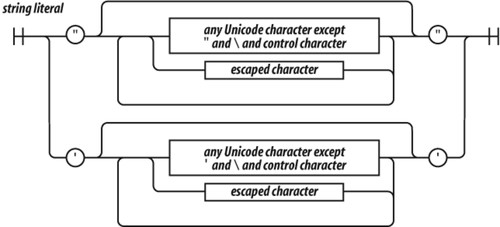 string literal
"
any Unicode character except
" and \ and control character
"
escaped character
'
any Unicode character except
' and \ and control character
'
escaped character